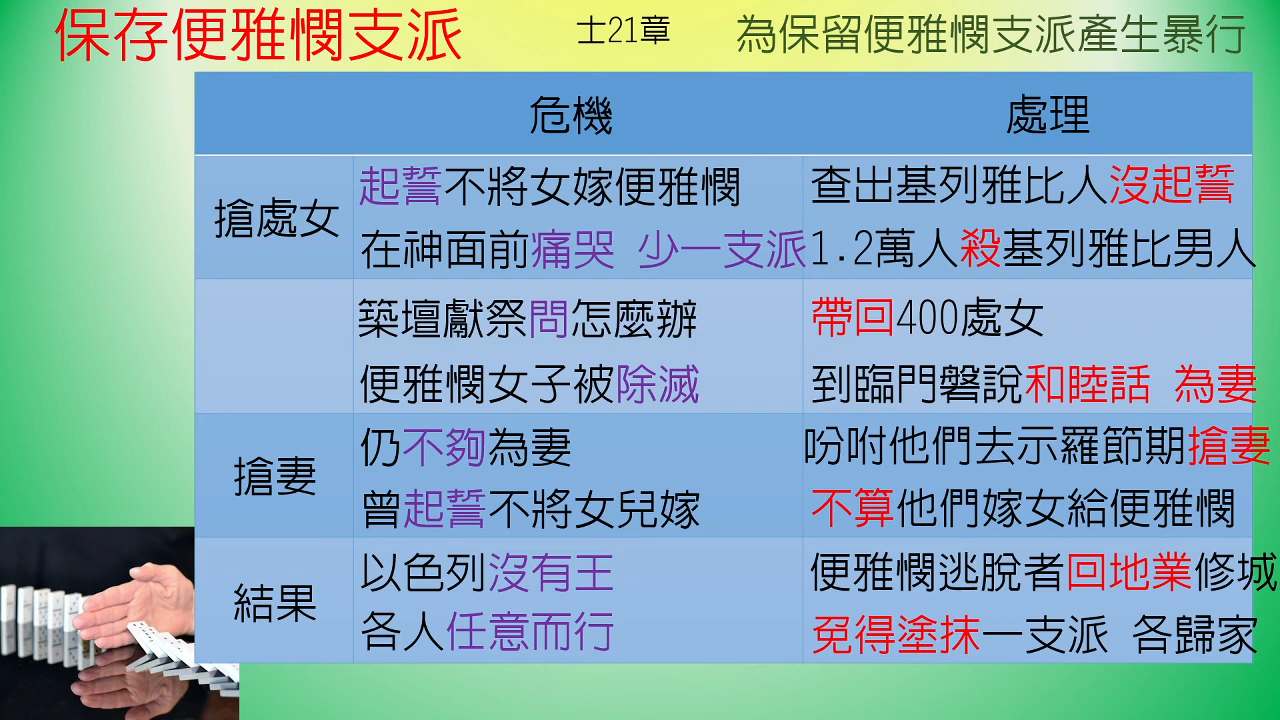 保存便雅憫支派 士21章 為保留便雅憫支派產生暴行
危機 處理
搶處女
起誓不將女嫁便雅憫 查出基列雅比人沒起誓
在神面前痛哭 少一支派 1.2萬人殺基列雅比男人
築壇獻祭問怎麼辦 帶回400處女
便雅憫女子被除滅 到臨門磐說和睦話 為妻
搶妻
仍不夠為妻 吩咐他們去示羅節期搶妻
曾起誓不將女兒嫁 不算他們嫁女給便雅憫
結果
以色列沒有王 便雅憫逃脫者回地業修城
各人任意而行 免得塗抹一支派 各歸家